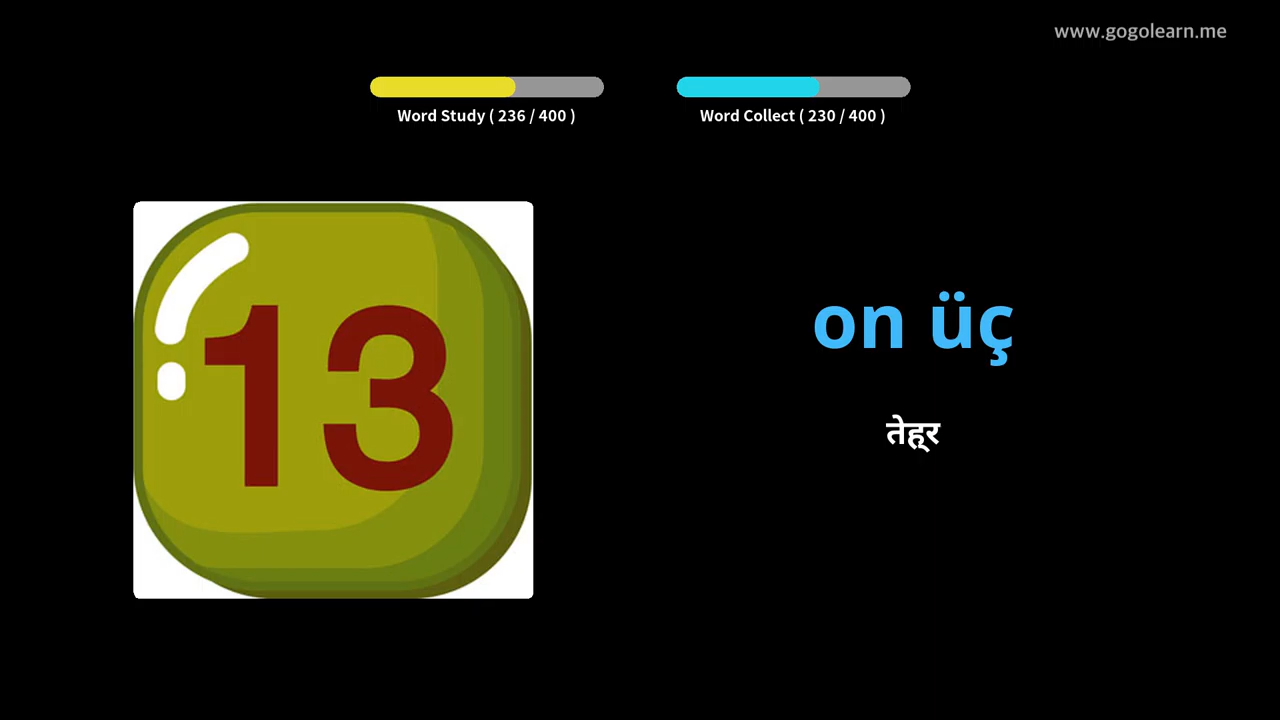 www.gogolearn.me
Word Study ( 236 / 400 )
Word Collect ( 230 / 400 )
13
on üç
तेह्र